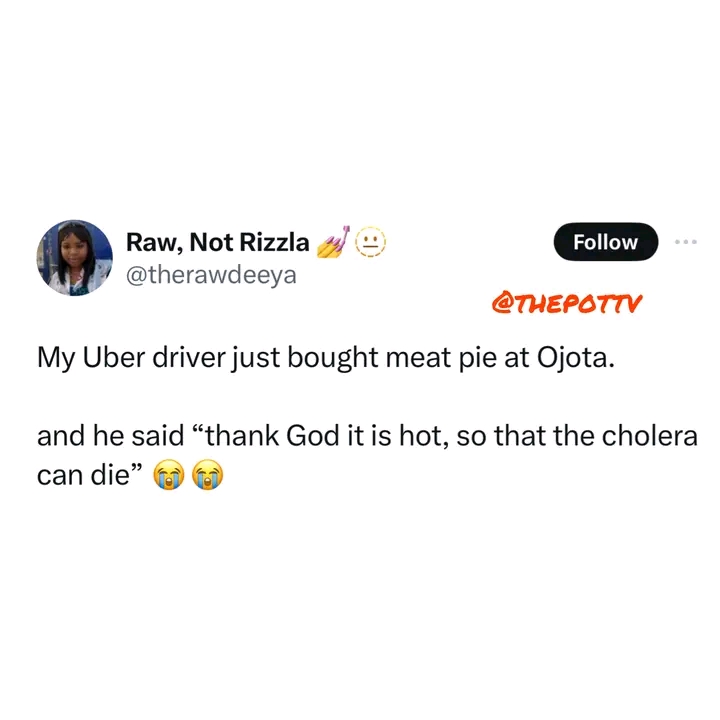 Raw, Not Rizzla 💅 🫥
@therawdeeya
Follow
@THEPOTTV
My Uber driver just bought meat pie at Ojota.
and he said “thank God it is hot, so that the cholera
can die” 😭 😭